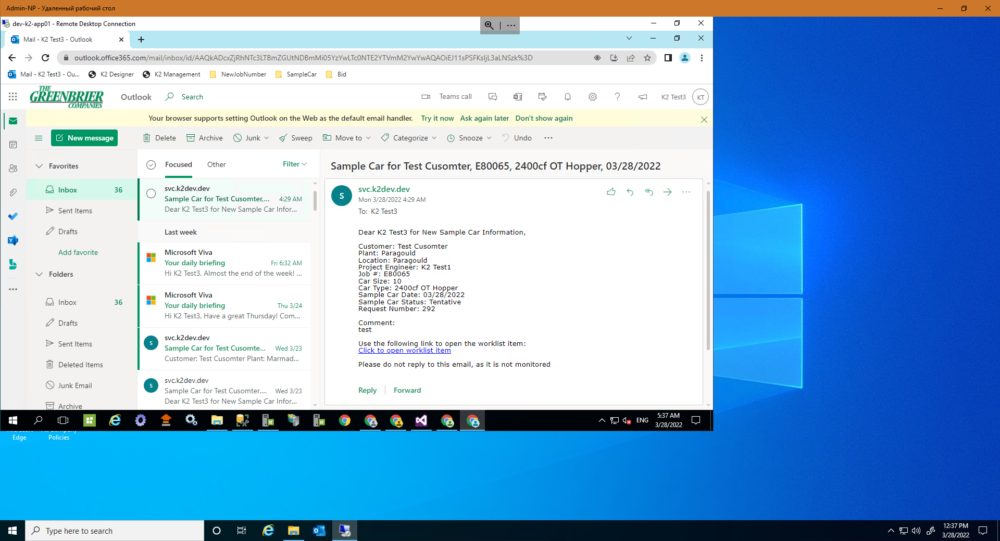 Admin-NP - Удаленный рабочий стол
dev-k2-app01 - Remote Desktop Connection
Mail - K2 Test3 - Outlook
outlook.office365.com/mail/inbox/id/AAQkADcxZjRhNTc3LTBmZGUtNDBmMi05YzYwLTc0NTE2YTVmM2YwYwAQAOiEJ11sPSFKsljL3aLNSzk%3D
Mail - K2 Test3 - Ou...
K2 Designer
K2 Management
NewJobNumber
SampleCar
Bid
THE GREENBRIER COMPANIES
Outlook
Search
Teams call
K2 Test3
KT
Your browser supports setting Outlook on the Web as the default email handler. Try it now Ask again later Don't show again
New message
Delete
Archive
Junk
Sweep
Move to
Categorize
Snooze
Undo
Favorites
Inbox 36
Sent Items
Drafts
Add favorite
Folders
Inbox 36
Drafts
Sent Items
Deleted Items
Junk Email
Archive
Focused
Other
Filter
svc.k2dev.dev
Sample Car for Test Cusomter,... 4:29 AM
Dear K2 Test3 for New Sample Car Infor...
Last week
Microsoft Viva
Your daily briefing Fri 6:32 AM
Hi K2 Test3, Almost the end of the week! ...
Microsoft Viva
Your daily briefing Thu 3/24
Hi K2 Test3, Have a great Thursday! Com...
S
svc.k2dev.dev
Sample Car for Test Cusomte... Wed 3/23
Customer: Test Cusomter Plant: Marmad...
S
svc.k2dev.dev
Sample Car for Test Cusomter,... Wed 3/23
Dear K2 Test3 for New Sample Car Infor...
Sample Car for Test Cusomter, E80065, 2400cf OT Hopper, 03/28/2022
S
svc.k2dev.dev
Mon 3/28/2022 4:29 AM
To: K2 Test3
Dear K2 Test3 for New Sample Car Information,
Customer: Test Cusomter
Plant: Paragould
Location: Paragould
Project Engineer: K2 Test1
Job #: E80065
Car Size: 10
Car Type: 2400cf OT Hopper
Sample Car Date: 03/28/2022
Sample Car Status: Tentative
Request Number: 292
Comment:
test
Use the following link to open the worklist item:
Click to open worklist item
Please do not reply to this email, as it is not monitored
Reply
Forward
ENG
5:37 AM
3/28/2022
Microsoft Edge
Policies
Type here to search
12:37 PM
3/28/2022